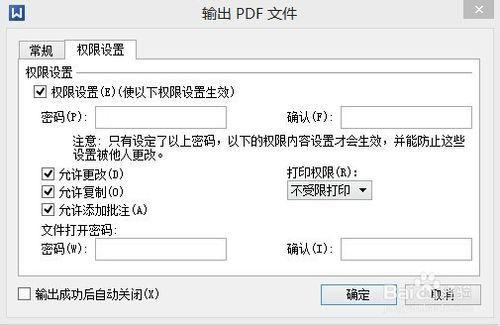 输出 PDF 文件
常规 权限设置
权限设置
权限设置(E)(使以下权限设置生效)
密码(P): 确认(F):
注意: 只有设定了以上密码, 以下的权限内容设置才会生效, 并能防止这些
设置被他人更改。
允许更改(D) 打印权限(R):
允许复制(O) 不受限打印
允许添加批注(A)
文件打开密码:
密码(W): 确认(I):
输出成功后自动关闭(X) 确定 取消
Baidu经验